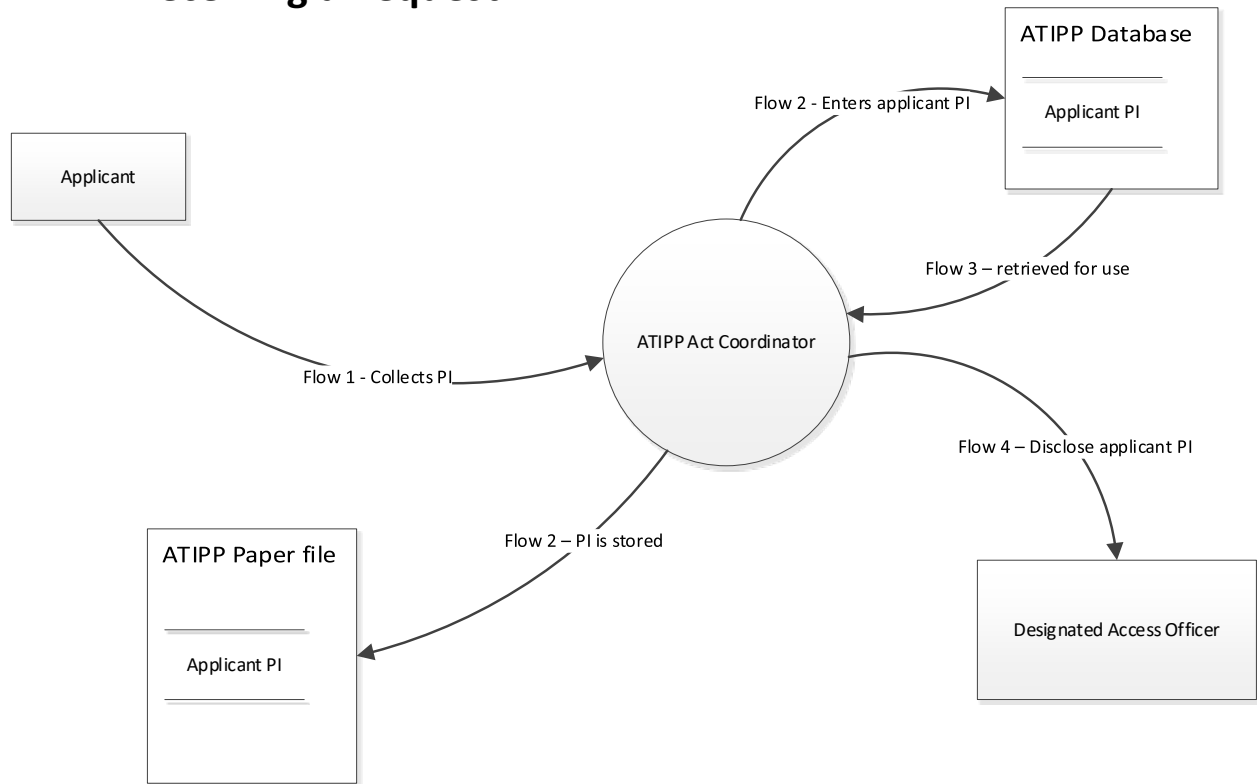 ATIPP Database
Flow 2 - Enters applicant PI
Applicant PI
Applicant
Flow 3 – retrieved for use
ATIPP Act Coordinator
Flow 1 - Collects PI
Flow 4 – Disclose applicant PI
Flow 2 – PI is stored
ATIPP Paper file
Designated Access Officer
Applicant PI